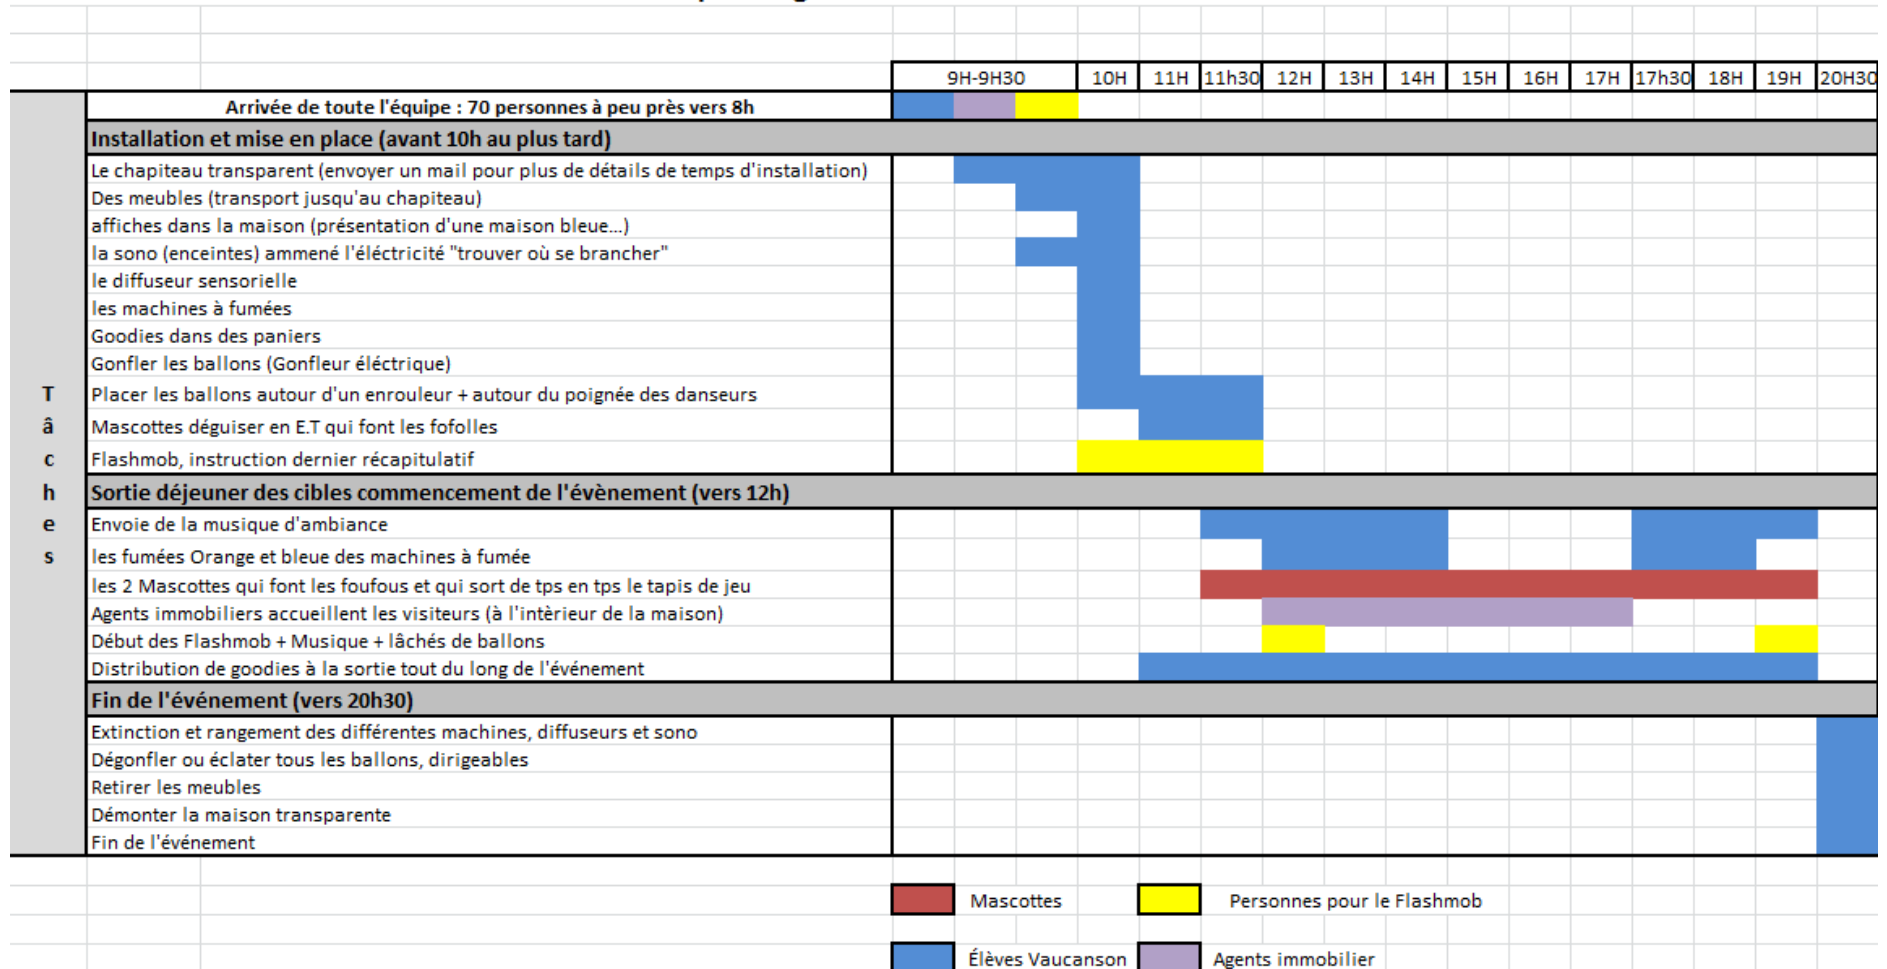 9H-9H30 10H 11H 11h30 12H 13H 14H 15H 16H 17H 17h30 18H 19H 20H30
Arrivée de toute l'équipe : 70 personnes à peu près vers 8h
Installation et mise en place (avant 10h au plus tard)
Le chapiteau transparent (envoyer un mail pour plus de détails de temps d'installation)
Des meubles (transport jusqu'au chapiteau)
affiches dans la maison (présentation d'une maison bleue...)
la sono (enceintes) ammené l'éléctricité "trouver où se brancher"
le diffuseur sensorielle
les machines à fumées
Goodies dans des paniers
Gonfler les ballons (Gonfleur éléctrique)
T Placer les ballons autour d'un enrouleur + autour du poignée des danseurs
â Mascottes déguiser en E.T qui font les fofolles
c Flashmob, instruction dernier récapitulatif
h Sortie déjeuner des cibles commencement de l'évènement (vers 12h)
e Envoie de la musique d'ambiance
s les fumées Orange et bleue des machines à fumée
les 2 Mascottes qui font les foufous et qui sort de tps en tps le tapis de jeu
Agents immobiliers accueillent les visiteurs (à l'intèrieur de la maison)
Début des Flashmob + Musique + lâchés de ballons
Distribution de goodies à la sortie tout du long de l'événement
Fin de l'événement (vers 20h30)
Extinction et rangement des différentes machines, diffuseurs et sono
Dégonfler ou éclater tous les ballons, dirigeables
Retirer les meubles
Démonter la maison transparente
Fin de l'événement
Mascottes Personnes pour le Flashmob
Élèves Vaucanson Agents immobilier